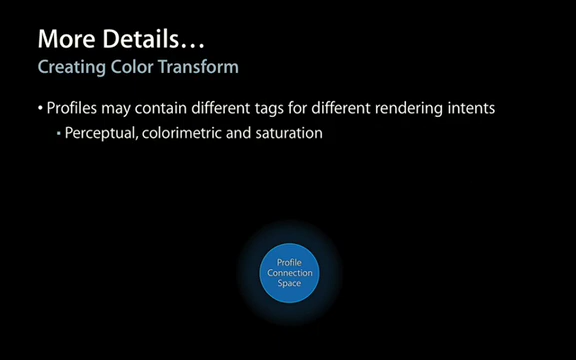 More Details…
Creating Color Transform
• Profiles may contain different tags for different rendering intents
▪ Perceptual, colorimetric and saturation
Profile
Connection
Space